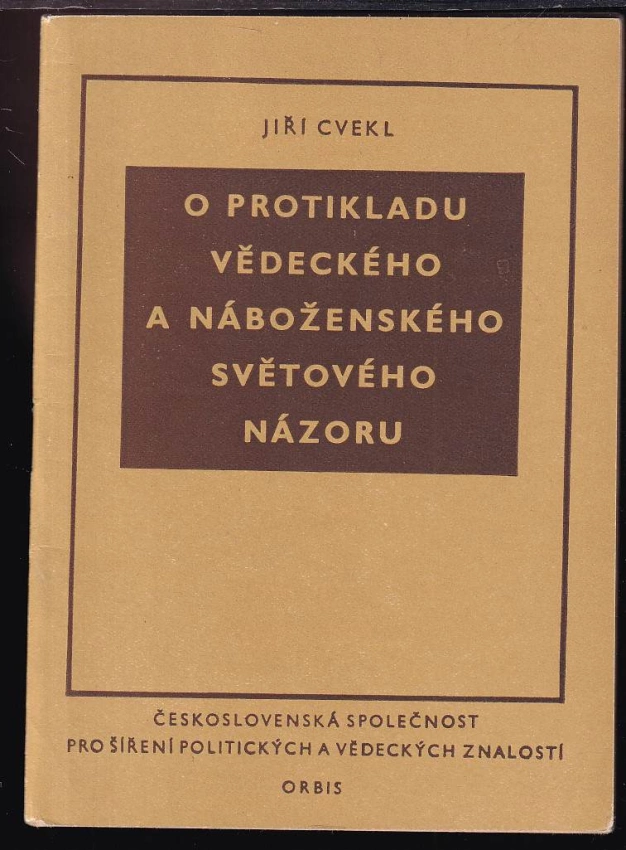 JIŘÍ CVEKL
O PROTIKLADU
VĚDECKÉHO
A NÁBOŽENSKÉHO
SVĚTOVÉHO
NÁZORU
ČESKOSLOVENSKÁ SPOLEČNOST
PRO ŠÍŘENÍ POLITICKÝCH A VĚDECKÝCH ZNALOSTÍ
ORBIS